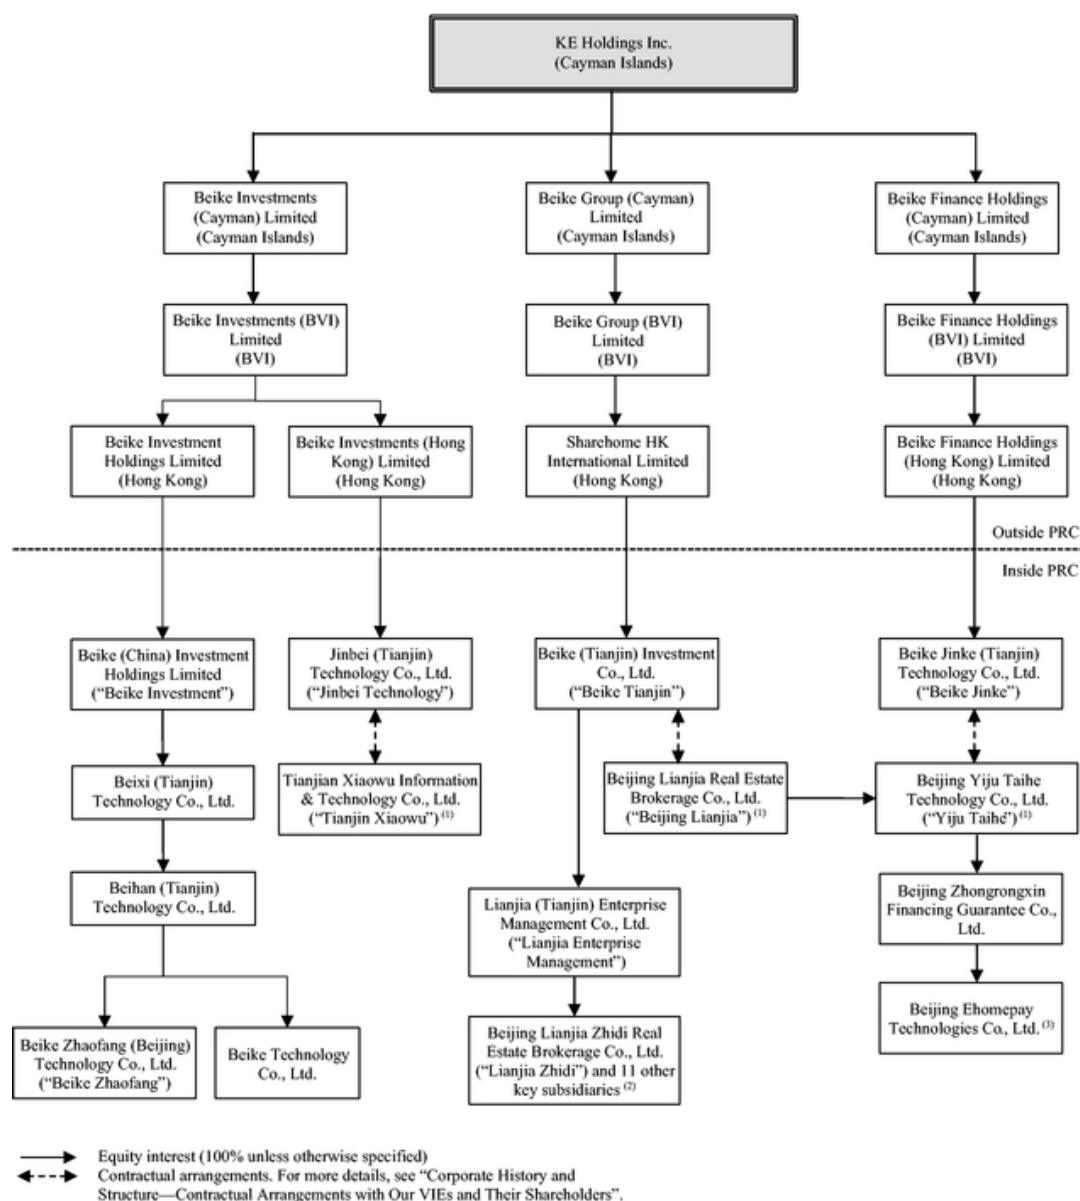 KE Holdings Inc.
(Cayman Islands)
Beike Investments
(Cayman) Limited
(Cayman Islands)
Beike Group (Cayman)
Limited
(Cayman Islands)
Beike Finance Holdings
(Cayman) Limited
(Cayman Islands)
Beike Investments (BVI)
Limited
(BVI)
Beike Group (BVI)
Limited
(BVI)
Beike Finance Holdings
(BVI) Limited
(BVI)
Beike Investment
Holdings Limited
(Hong Kong)
Beike Investments (Hong
Kong) Limited
(Hong Kong)
Sharehome HK
International Limited
(Hong Kong)
Beike Finance Holdings
(Hong Kong) Limited
(Hong Kong)
Outside PRC
Inside PRC
Beike (China) Investment
Holdings Limited
(“Beike Investment”)
Jinbei (Tianjin)
Technology Co., Ltd.
(“Jinbei Technology”)
Beike (Tianjin) Investment
Co., Ltd.
(“Beike Tianjin”)
Beike Jinke (Tianjin)
Technology Co., Ltd.
(“Beike Jinke”)
Beixi (Tianjin)
Technology Co., Ltd.
Tianjian Xiaowu Information
& Technology Co., Ltd.
(“Tianjin Xiaowu”) (1)
Beijing Lianjia Real Estate
Brokerage Co., Ltd.
(“Beijing Lianjia”) (1)
Beijing Yiju Taihe
Technology Co., Ltd.
(“Yiju Taihe”) (1)
Beihan (Tianjin)
Technology Co., Ltd.
Lianjia (Tianjin) Enterprise
Management Co., Ltd.
(“Lianjia Enterprise
Management”)
Beijing Zhongrongxin
Financing Guarantee Co.,
Ltd.
Beike Zhaofang (Beijing)
Technology Co., Ltd.
(“Beike Zhaofang”)
Beike Technology
Co., Ltd.
Beijing Lianjia Zhidi Real
Estate Brokerage Co., Ltd.
(“Lianjia Zhidi”) and 11 other
key subsidiaries (2)
Beijing Ehomepay
Technologies Co., Ltd. (3)
Equity interest (100% unless otherwise specified)
Contractual arrangements. For more details, see “Corporate History and
Structure—Contractual Arrangements with Our VIEs and Their Shareholders”.